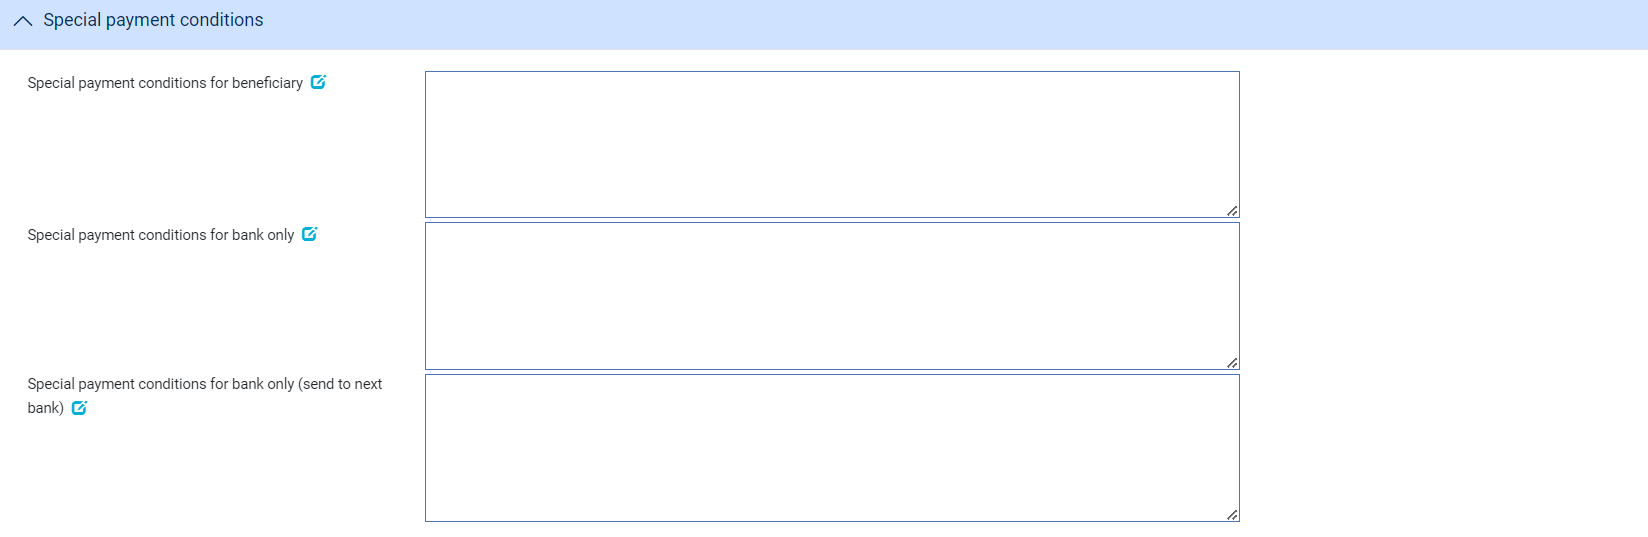 Special payment conditions
Special payment conditions for beneficiary
Special payment conditions for bank only
Special payment conditions for bank only (send to next
bank)